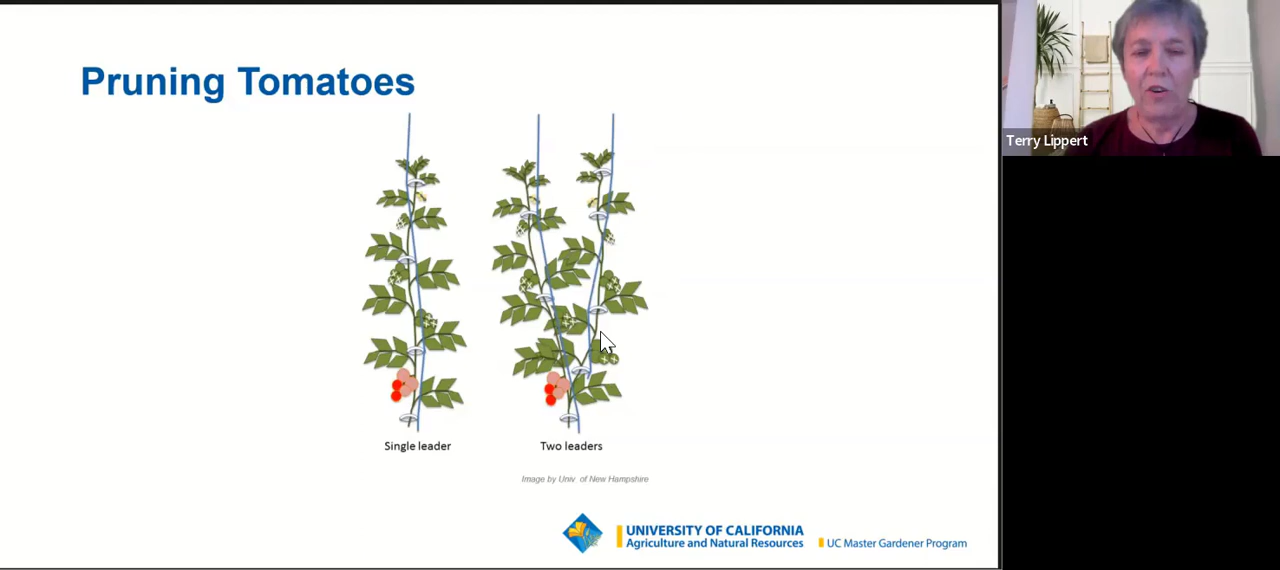 Pruning Tomatoes
Terry Lippert
Single leader
Two leaders
Image by Univ of New Hampshire
UNIVERSITY OF CALIFORNIA
Agriculture and Natural Resources
UC Master Gardener Program